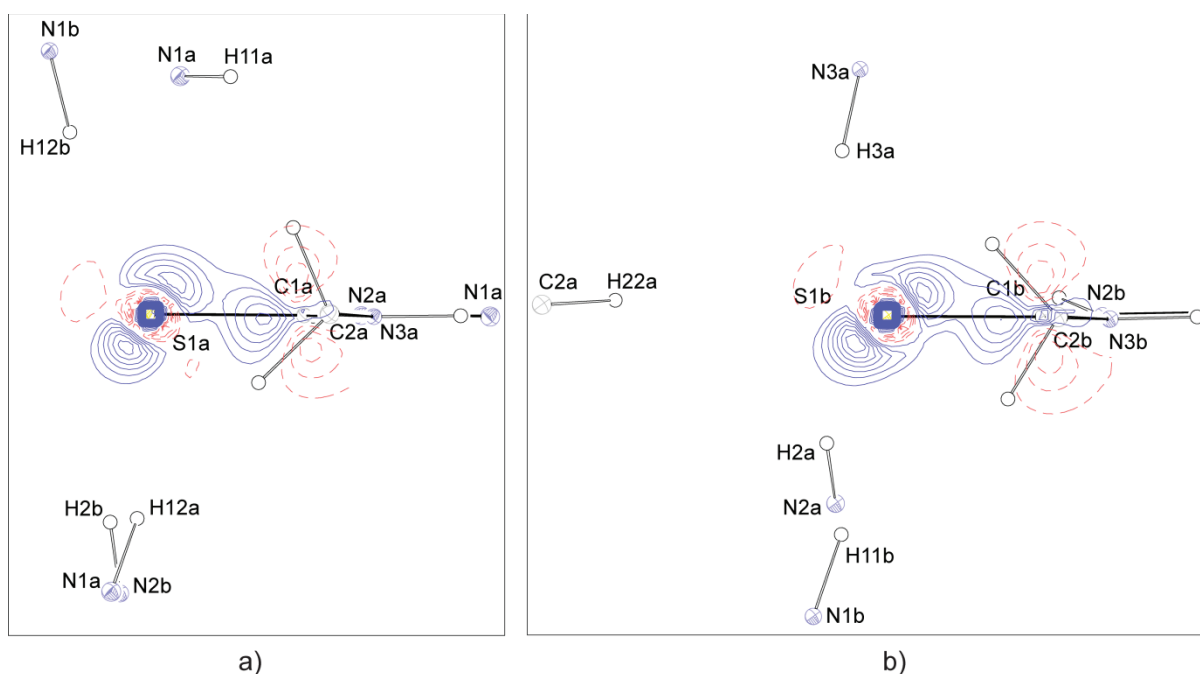 N1b
N1a
H11a
H12b
C1a
N2a
N1a
S1a
C2a
N3a
H2b
H12a
N1a
N2b
a)
N3a
H3a
C2a
H22a
S1b
C1b
N2b
C2b
N3b
H2a
N2a
H11b
N1b
b)